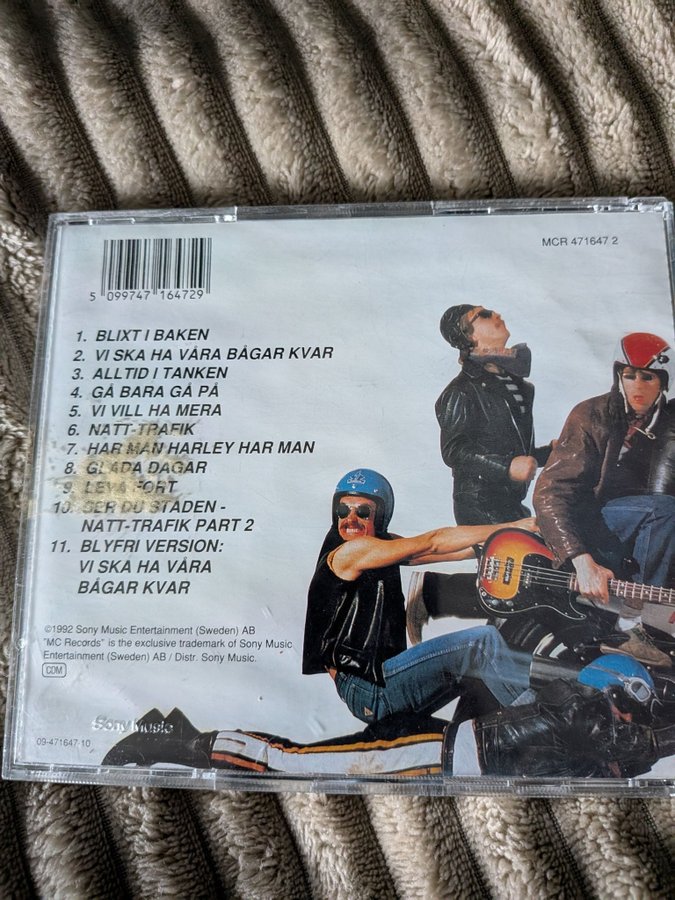 MCR 471647 2
5 099747 164729
1. BLIXT I BAKEN
2. VI SKA HA VÅRA BÅGAR KVAR
3. ALLTID I TANKEN
4. GÅ BARA GÅ PÅ
5. VI VILL HA MERA
6. NATT-TRAFIK
7. HAR MAN HARLEY HAR MAN
8. GLADA DAGAR
9. LEVA FORT
10. SER DU STADEN -
NATT-TRAFIK PART 2
11. BLYFRI VERSION:
VI SKA HA VÅRA
BÅGAR KVAR
©1992 Sony Music Entertainment (Sweden) AB
"MC Records" is the exclusive trademark of Sony Music
Entertainment (Sweden) AB / Distr. Sony Music.
CDM
Sony Music
09-471647-10